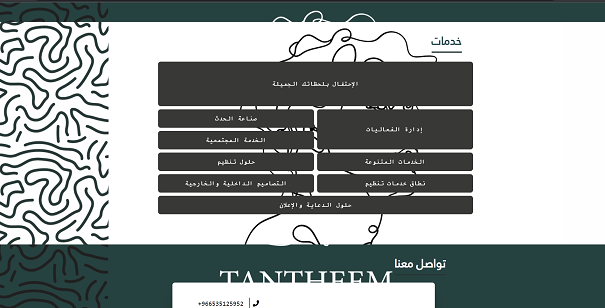 خدمات
الإحتفال بلحظاتك الجميلة
إدارة الفعاليات
صناعة الحدث
الخدمة المجتمعية
الخدمات المتنوعة
حلول تنظيم
نطاق خدمات تنظيم
التصاميم الداخلية والخارجية
حلول الدعاية والإعلان
تواصل معنا
TANTHEEM
+966535125952